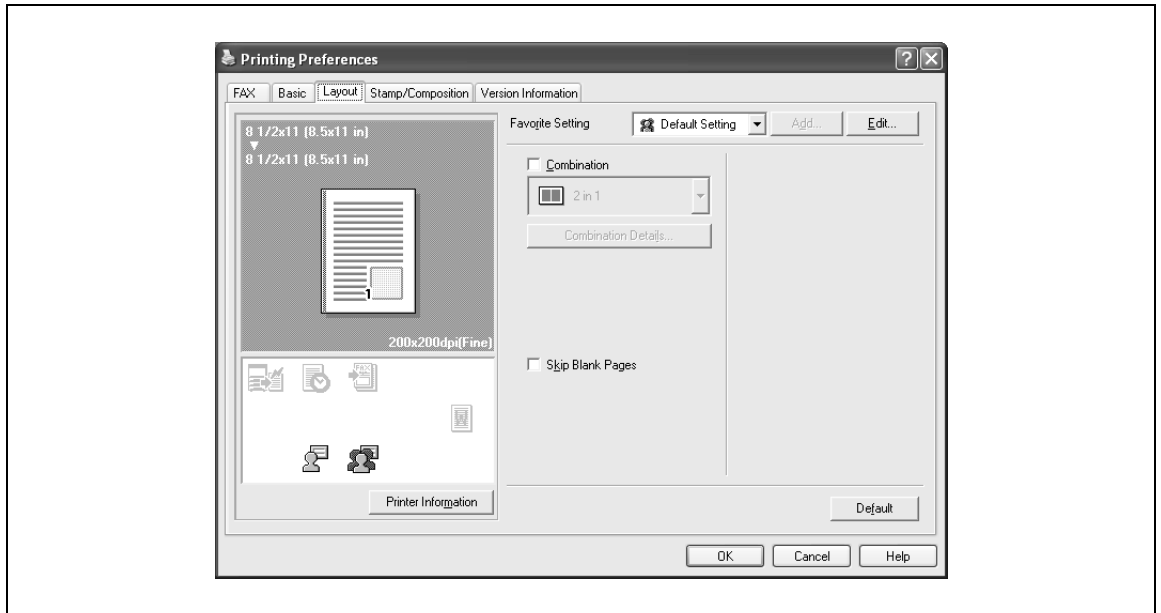 Printing Preferences
FAX Basic Layout Stamp/Composition Version Information
8 1/2x11 (8.5x11 in)
8 1/2x11 (8.5x11 in)
1
200x200dpi(Fine)
Printer Information
Favorite Setting Default Setting Add... Edit...
Combination
2 in 1
Combination Details...
Skip Blank Pages
Default
OK Cancel Help